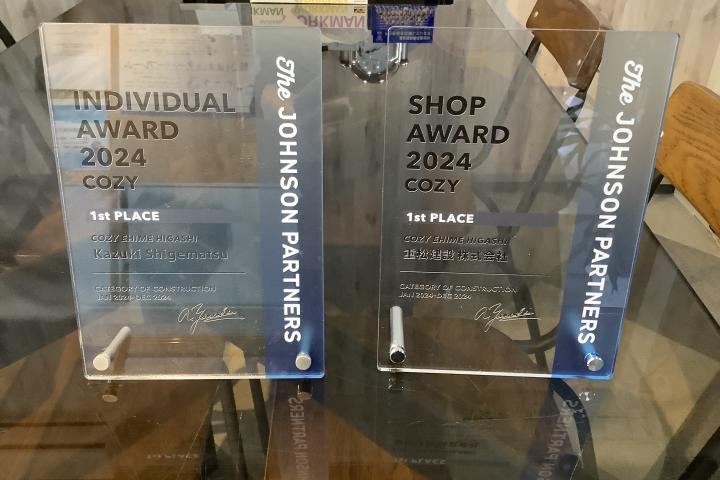 INDIVIDUAL
AWARD
2024
COZY
1st PLACE
COZY EHIME HIGASHI
Kazuki Shigematsu
CATEGORY OF CONSTRUCTION
JAN 2024-DEC 2024
The JOHNSON PARTNERS
SHOP
AWARD
2024
COZY
1st PLACE
COZY EHIME HIGASHI
重松建設 株式会社
CATEGORY OF CONSTRUCTION
JAN 2024-DEC 2024
The JOHNSON PARTNERS